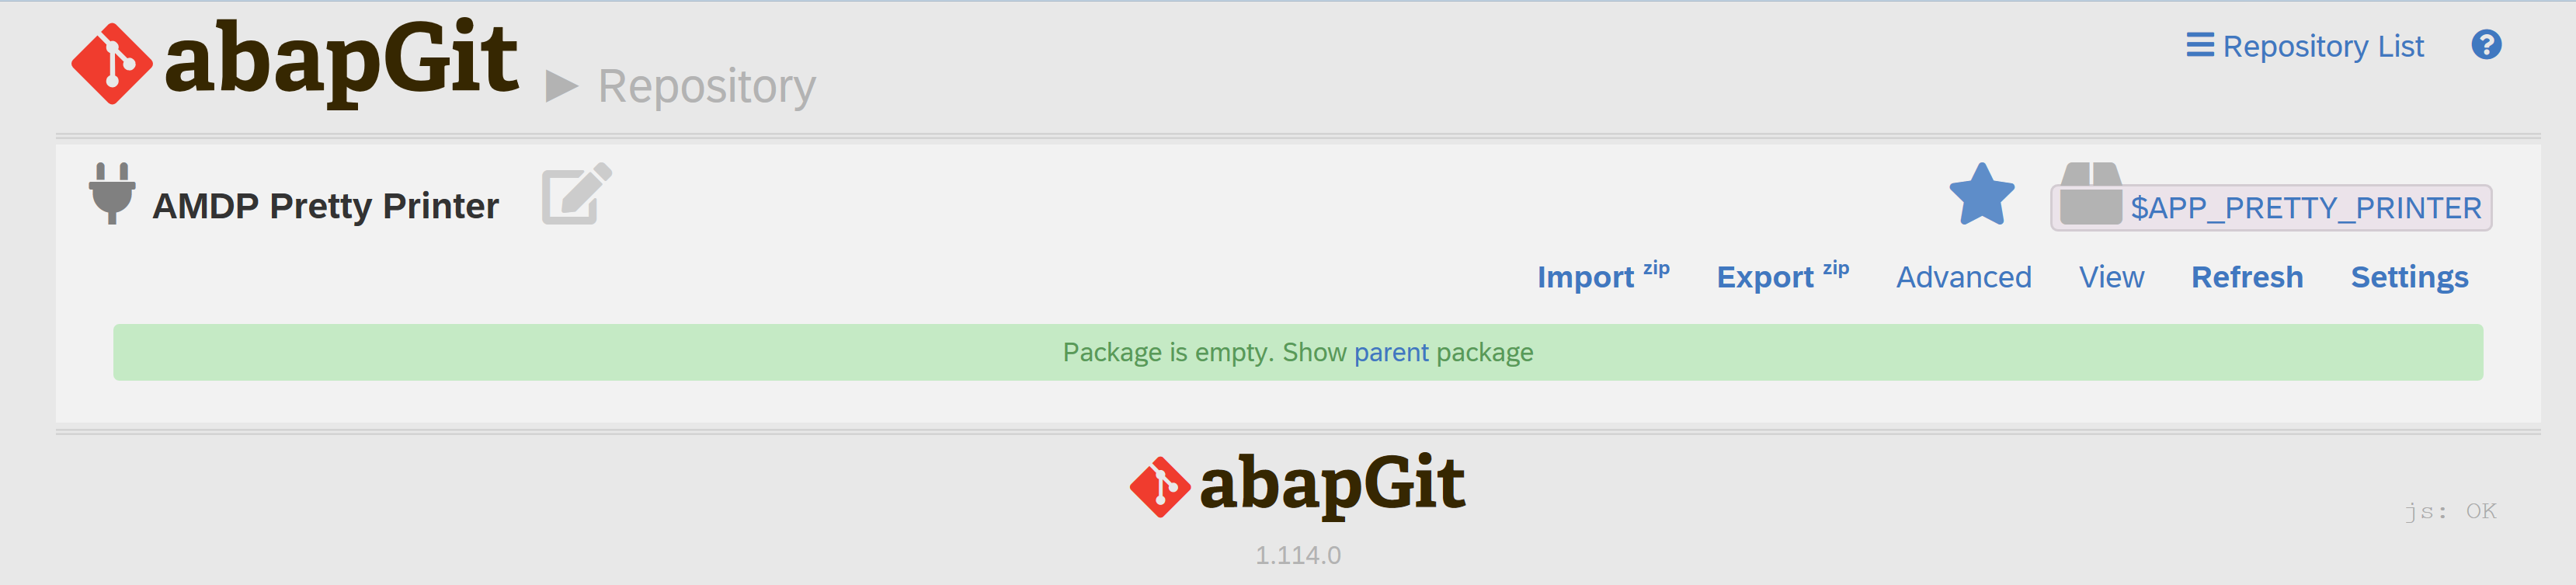 abapGit ▶ Repository
Repository List ?
AMDP Pretty Printer
$APP_PRETTY_PRINTER
Import zip Export zip Advanced View Refresh Settings
Package is empty. Show parent package
abapGit
js: OK
1.114.0